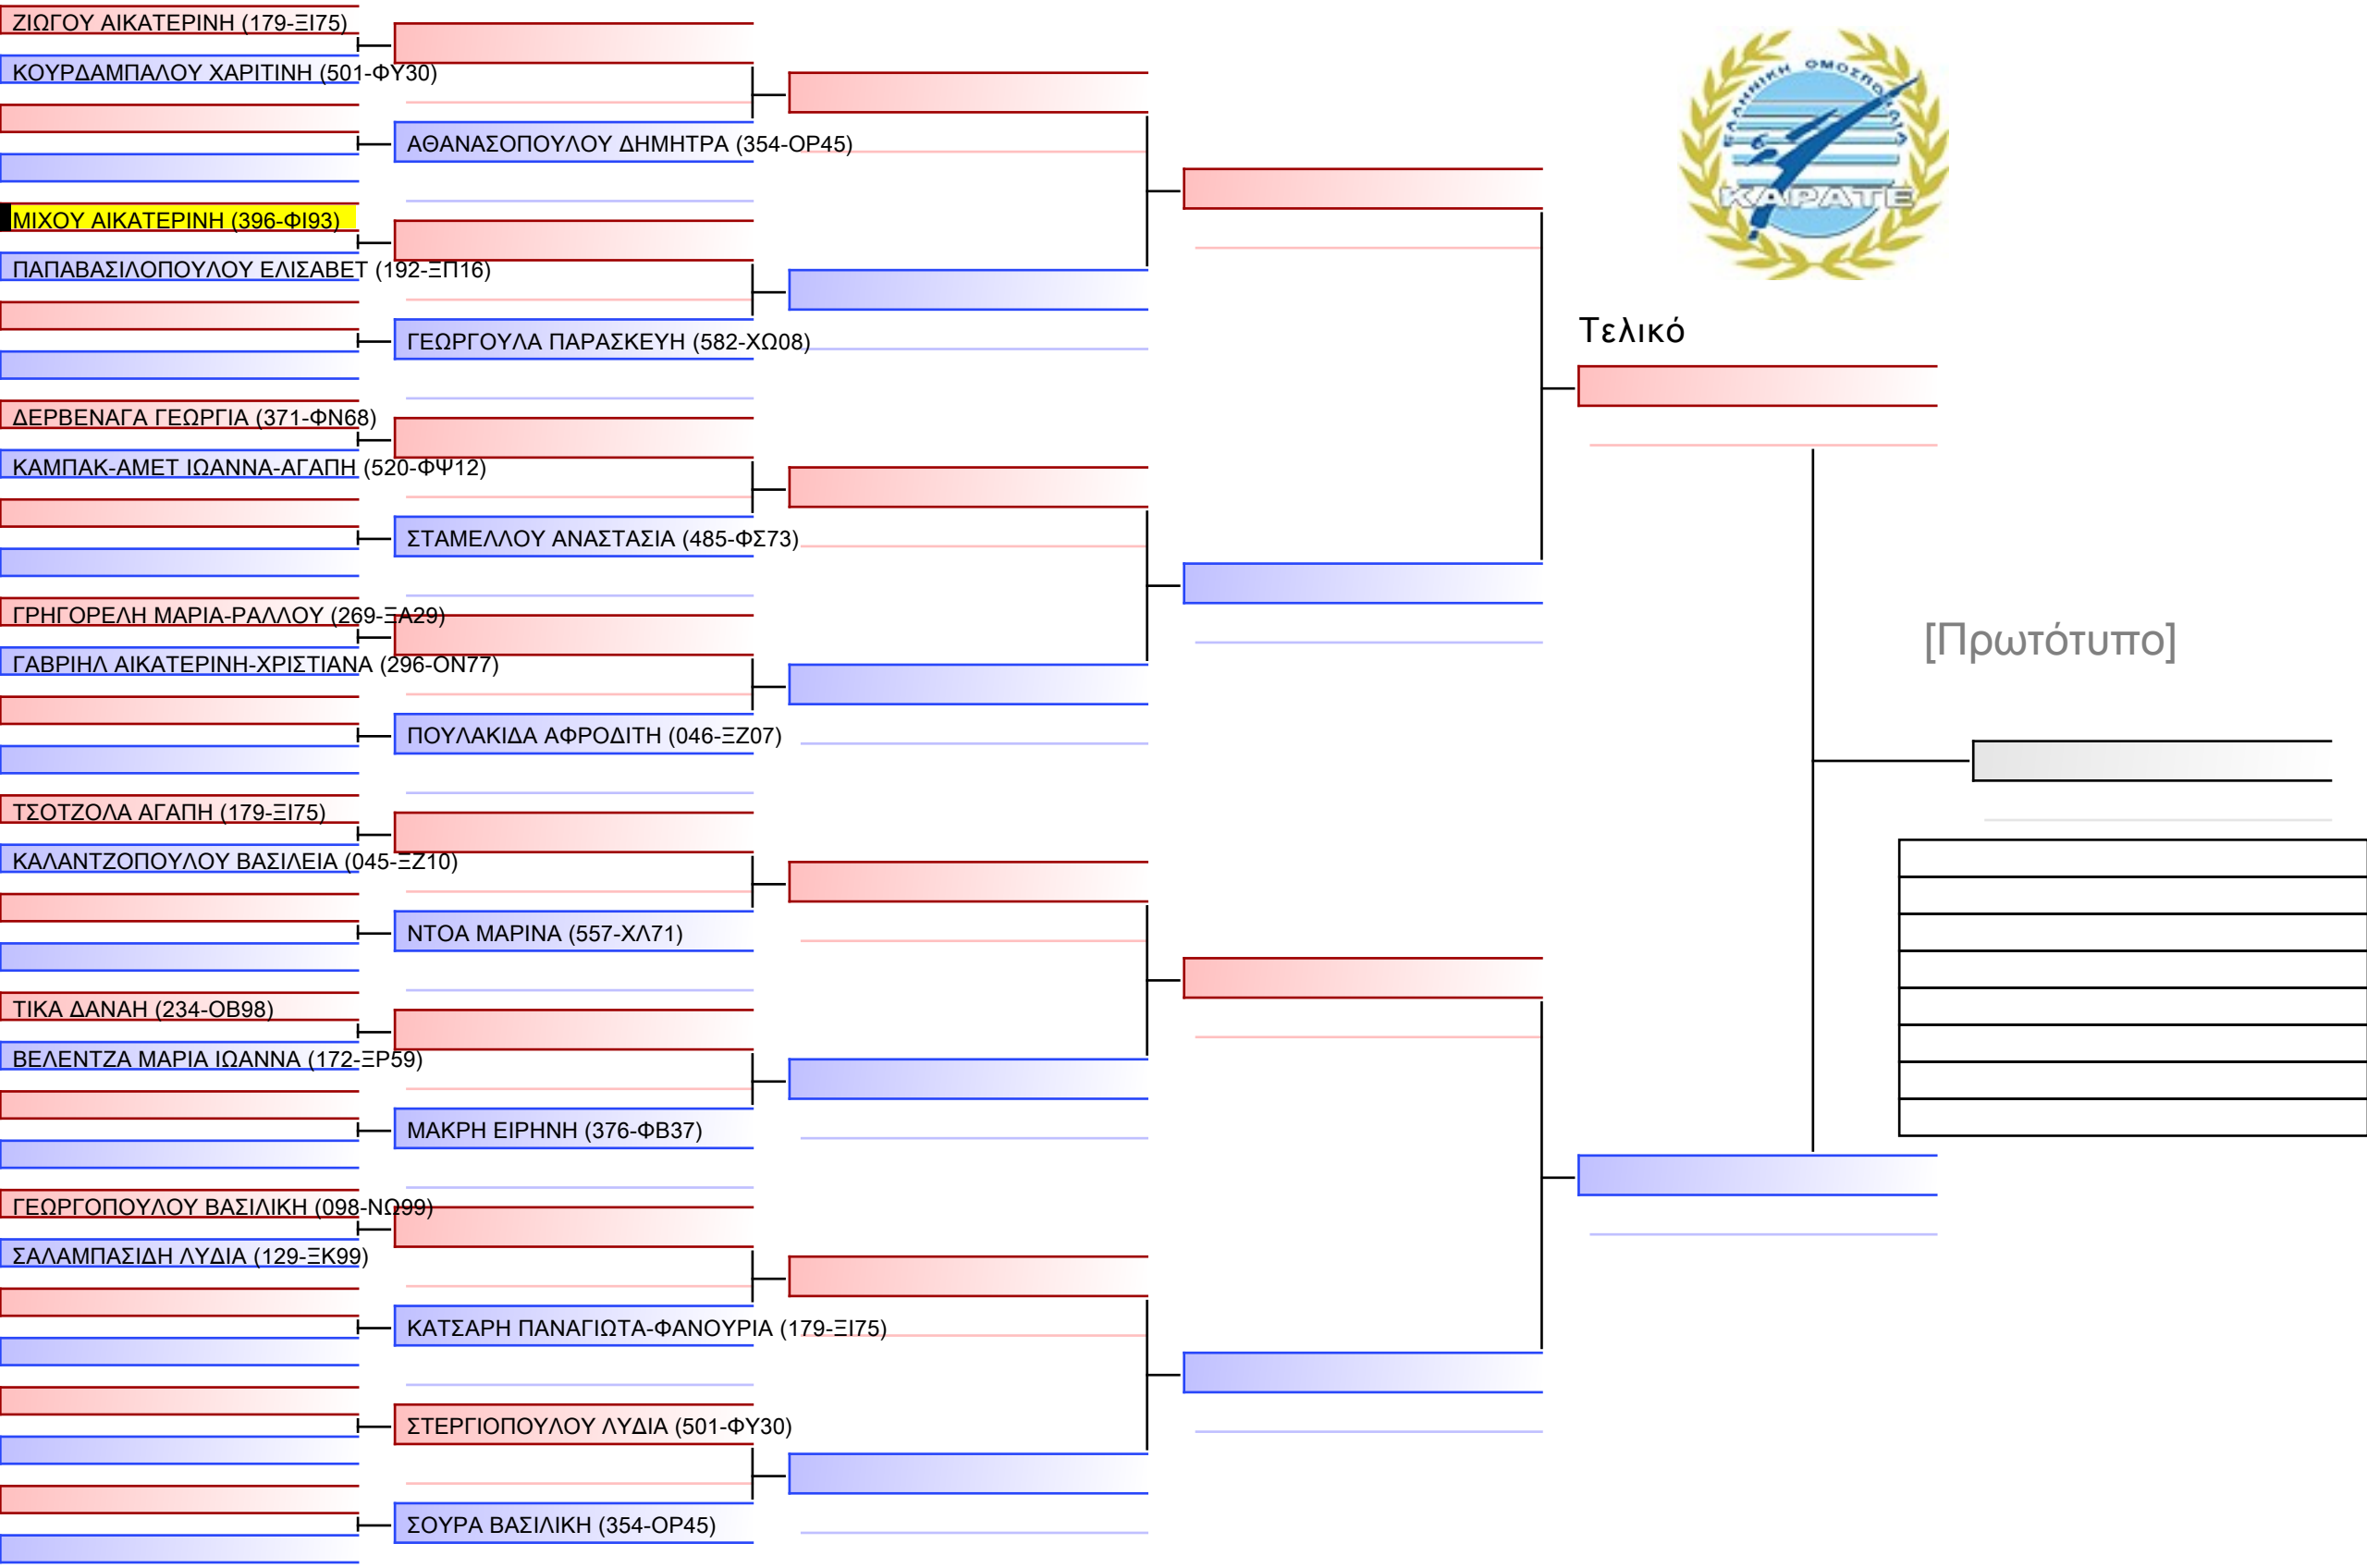 ΖΙΩΓΟΥ ΑΙΚΑΤΕΡΙΝΗ (179-ΞΙ75)
ΚΟΥΡΔΑΜΠΑΛΟΥ ΧΑΡΙΤΙΝΗ (501-ΦΥ30)
ΑΘΑΝΑΣΟΠΟΥΛΟΥ ΔΗΜΗΤΡΑ (354-ΟΡ45)
ΜΙΧΟΥ ΑΙΚΑΤΕΡΙΝΗ (396-ΦΙ93)
ΠΑΠΑΒΑΣΙΛΟΠΟΥΛΟΥ ΕΛΙΣΑΒΕΤ (192-ΞΠ16)
ΓΕΩΡΓΟΥΛΑ ΠΑΡΑΣΚΕΥΗ (582-ΧΩ08)
ΔΕΡΒΕΝΑΓΑ ΓΕΩΡΓΙΑ (371-ΦΝ68)
ΚΑΜΠΑΚ-ΑΜΕΤ ΙΩΑΝΝΑ-ΑΓΑΠΗ (520-ΦΨ12)
ΣΤΑΜΕΛΛΟΥ ΑΝΑΣΤΑΣΙΑ (485-ΦΣ73)
ΓΡΗΓΟΡΕΛΗ ΜΑΡΙΑ-ΡΑΛΛΟΥ (269-ΞΑ29)
ΓΑΒΡΙΗΛ ΑΙΚΑΤΕΡΙΝΗ-ΧΡΙΣΤΙΑΝΑ (296-ΟΝ77)
ΠΟΥΛΑΚΙΔΑ ΑΦΡΟΔΙΤΗ (046-ΞΖ07)
ΤΣΟΤΖΟΛΑ ΑΓΑΠΗ (179-ΞΙ75)
ΚΑΛΑΝΤΖΟΠΟΥΛΟΥ ΒΑΣΙΛΕΙΑ (045-ΞΖ10)
ΝΤΟΑ ΜΑΡΙΝΑ (557-ΧΛ71)
ΤΙΚΑ ΔΑΝΑΗ (234-ΟΒ98)
ΒΕΛΕΝΤΖΑ ΜΑΡΙΑ ΙΩΑΝΝΑ (172-ΞΡ59)
ΜΑΚΡΗ ΕΙΡΗΝΗ (376-ΦΒ37)
ΓΕΩΡΓΟΠΟΥΛΟΥ ΒΑΣΙΛΙΚΗ (098-ΝΩ99)
ΣΑΛΑΜΠΑΣΙΔΗ ΛΥΔΙΑ (129-ΞΚ99)
ΚΑΤΣΑΡΗ ΠΑΝΑΓΙΩΤΑ-ΦΑΝΟΥΡΙΑ (179-ΞΙ75)
ΣΤΕΡΓΙΟΠΟΥΛΟΥ ΛΥΔΙΑ (501-ΦΥ30)
ΣΟΥΡΑ ΒΑΣΙΛΙΚΗ (354-ΟΡ45)
ΕΛΛΗΝΙΚΗ ΟΜΟΣΠΟΝΔΙΑ
ΚΑΡΑΤΕ
Τελικό
[Πρωτότυπο]